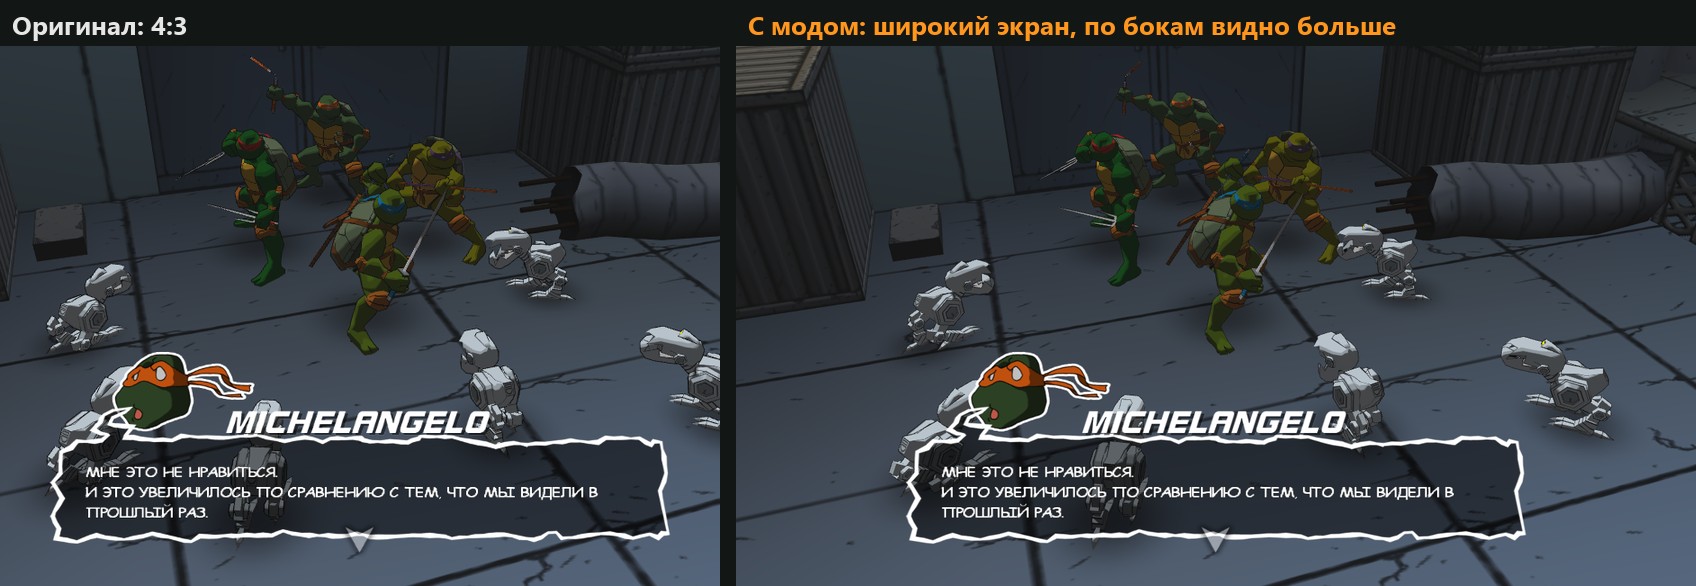 Оригинал: 4:3
С модом: широкий экран, по бокам видно больше
MICHELANGELO
МНЕ ЭТО НЕ НРАВИТЬСЯ.
И ЭТО УВЕЛИЧИЛОСЬ ПО СРАВНЕНИЮ С ТЕМ, ЧТО МЫ ВИДЕЛИ В
ПРОШЛЫЙ РАЗ.
MICHELANGELO
МНЕ ЭТО НЕ НРАВИТЬСЯ.
И ЭТО УВЕЛИЧИЛОСЬ ПО СРАВНЕНИЮ С ТЕМ, ЧТО МЫ ВИДЕЛИ В
ПРОШЛЫЙ РАЗ.